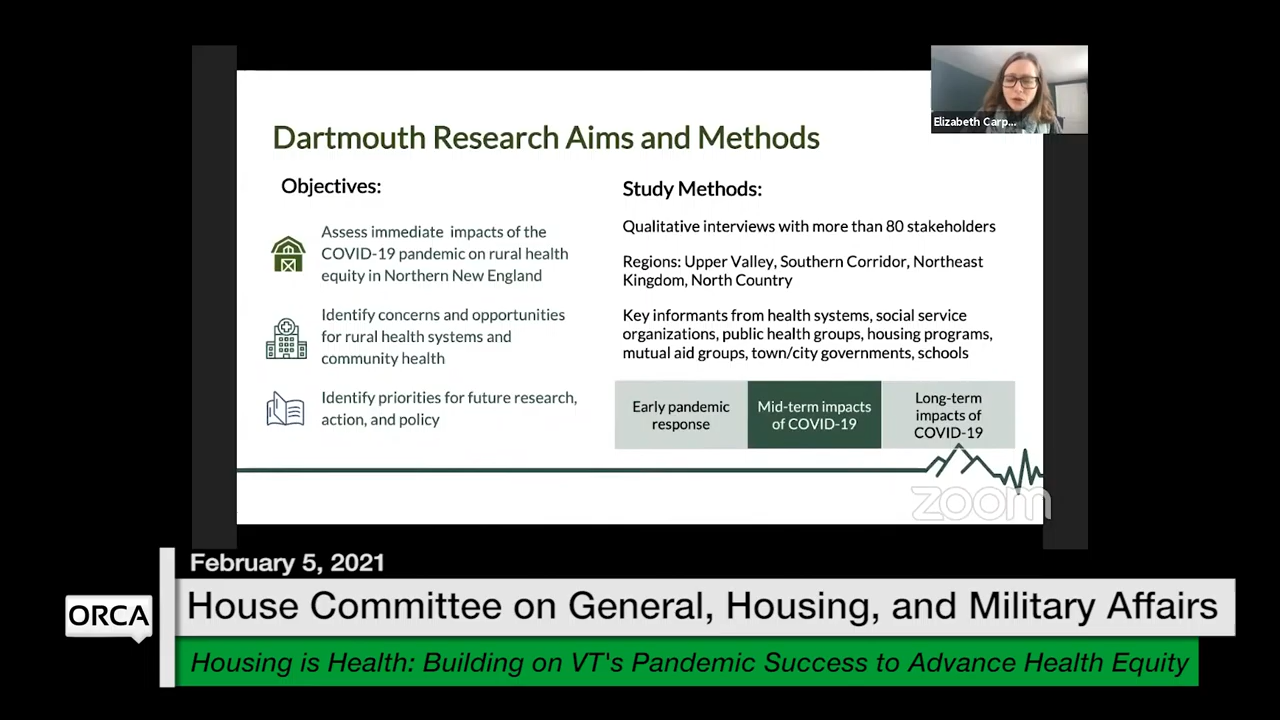 Elizabeth Carp...
Dartmouth Research Aims and Methods
Objectives:
Assess immediate impacts of the
COVID-19 pandemic on rural health
equity in Northern New England
Identify concerns and opportunities
for rural health systems and
community health
Identify priorities for future research,
action, and policy
Study Methods:
Qualitative interviews with more than 80 stakeholders
Regions: Upper Valley, Southern Corridor, Northeast
Kingdom, North Country
Key informants from health systems, social service
organizations, public health groups, housing programs,
mutual aid groups, town/city governments, schools
Early pandemic
response
Mid-term impacts
of COVID-19
Long-term
impacts of
COVID-19
zoom
February 5, 2021
ORCA
House Committee on General, Housing, and Military Affairs
Housing is Health: Building on VT's Pandemic Success to Advance Health Equity